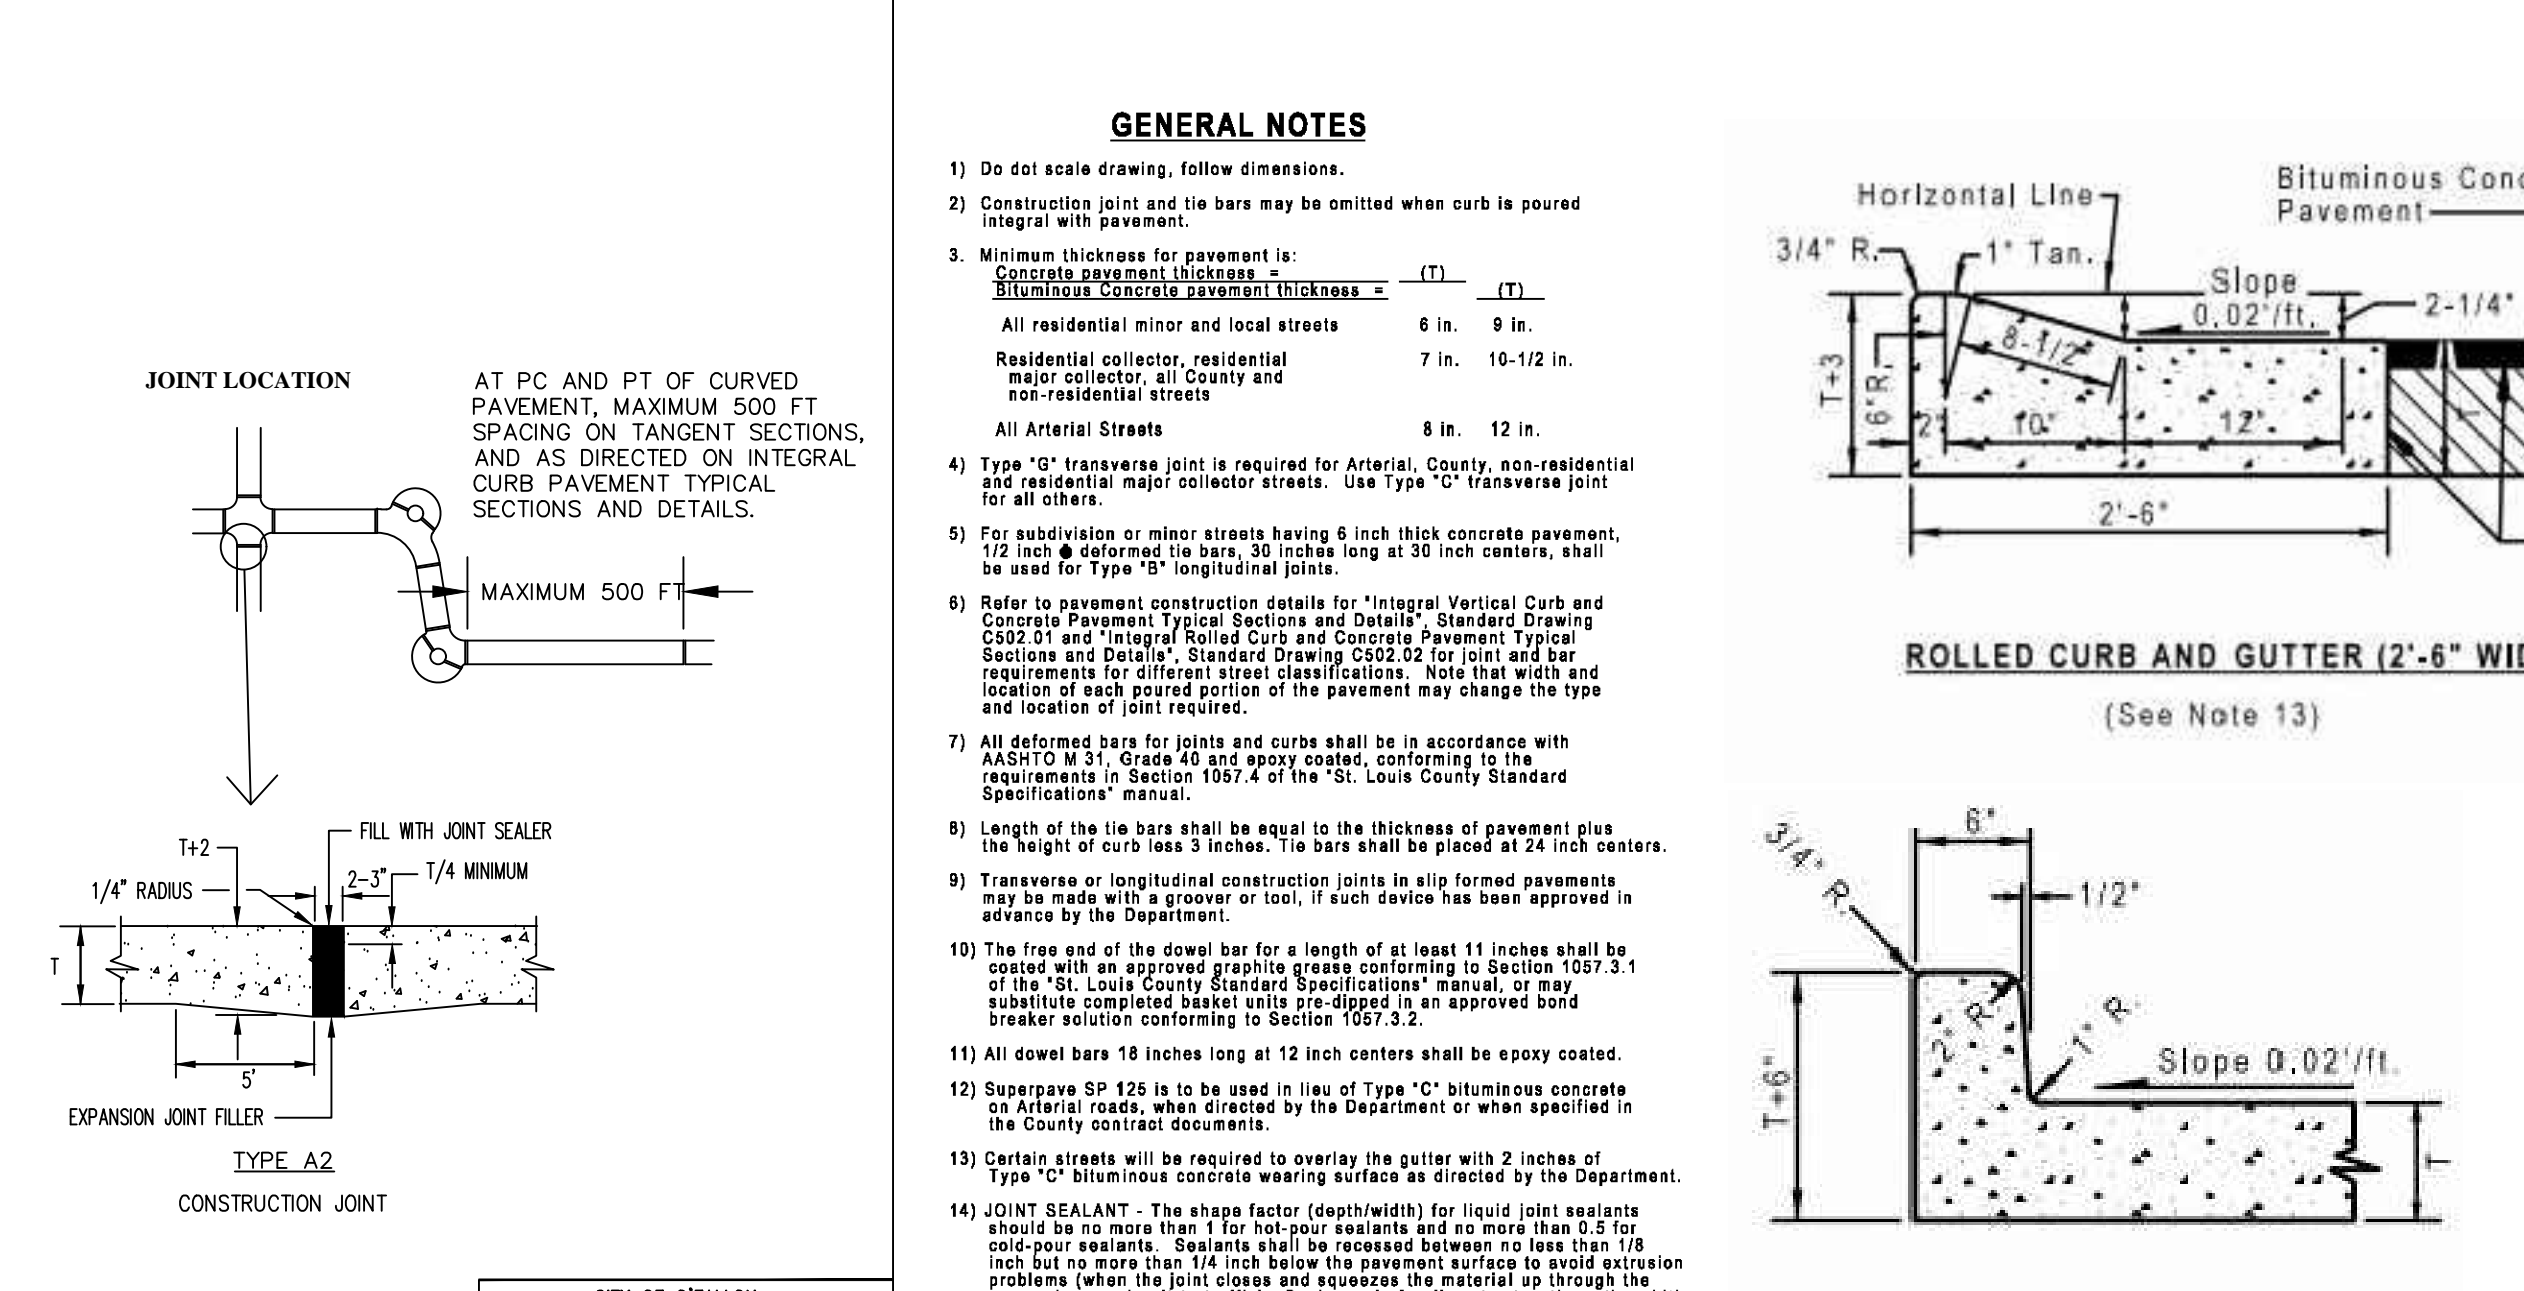 JOINT LOCATION
AT PC AND PT OF CURVED
PAVEMENT, MAXIMUM 500 FT
SPACING ON TANGENT SECTIONS,
AND AS DIRECTED ON INTEGRAL
CURB PAVEMENT TYPICAL
SECTIONS AND DETAILS.
MAXIMUM 500 FT
FILL WITH JOINT SEALER
T+2
2-3"
T/4 MINIMUM
1/4" RADIUS
T
5'
EXPANSION JOINT FILLER
TYPE A2
CONSTRUCTION JOINT
GENERAL NOTES
1) Do dot scale drawing, follow dimensions.
2) Construction joint and tie bars may be omitted when curb is poured
integral with pavement.
3. Minimum thickness for pavement is:
Concrete pavement thickness = (T)
Bituminous Concrete pavement thickness = (T)
All residential minor and local streets 6 in. 9 in.
Residential collector, residential 7 in. 10-1/2 in.
major collector, all County and
non-residential streets
All Arterial Streets 8 in. 12 in.
4) Type "G" transverse joint is required for Arterial, County, non-residential
and residential major collector streets. Use Type "C" transverse joint
for all others.
5) For subdivision or minor streets having 6 inch thick concrete pavement,
1/2 inch deformed tie bars, 30 inches long at 30 inch centers, shall
be used for Type "B" longitudinal joints.
6) Refer to pavement construction details for "Integral Vertical Curb and
Concrete Pavement Typical Sections and Details", Standard Drawing
C502.01 and "Integral Rolled Curb and Concrete Pavement Typical
Sections and Details", Standard Drawing C502.02 for joint and bar
requirements for different street classifications. Note that width and
location of each poured portion of the pavement may change the type
and location of joint required.
7) All deformed bars for joints and curbs shall be in accordance with
AASHTO M 31, Grade 40 and epoxy coated, conforming to the
requirements in Section 1057.4 of the "St. Louis County Standard
Specifications" manual.
8) Length of the tie bars shall be equal to the thickness of pavement plus
the height of curb less 3 inches. Tie bars shall be placed at 24 inch centers.
9) Transverse or longitudinal construction joints in slip formed pavements
may be made with a groover or tool, if such device has been approved in
advance by the Department.
10) The free end of the dowel bar for a length of at least 11 inches shall be
coated with an approved graphite grease conforming to Section 1057.3.1
of the "St. Louis County Standard Specifications" manual, or may
substitute completed basket units pre-dipped in an approved bond
breaker solution conforming to Section 1057.3.2.
11) All dowel bars 18 inches long at 12 inch centers shall be epoxy coated.
12) Superpave SP 125 is to be used in lieu of Type "C" bituminous concrete
on Arterial roads, when directed by the Department or when specified in
the County contract documents.
13) Certain streets will be required to overlay the gutter with 2 inches of
Type "C" bituminous concrete wearing surface as directed by the Department.
14) JOINT SEALANT - The shape factor (depth/width) for liquid joint sealants
should be no more than 1 for hot-pour sealants and no more than 0.5 for
cold-pour sealants. Sealants shall be recessed between no less than 1/8
inch but no more than 1/4 inch below the pavement surface to avoid extrusion
problems (when the joint closes and squeezes the material up through the
Bituminous Conc
Pavement
Horizontal Line
3/4" R.
1" Tan.
Slope
0.02'/ft.
2-1/4"
8-1/2"
T+3
6"R.
2"
10"
12"
T
2'-6"
ROLLED CURB AND GUTTER (2'-6" WI
(See Note 13)
6"
3/4" R.
1/2"
2" R.
1" R.
Slope 0.02'/ft.
T+6"
T